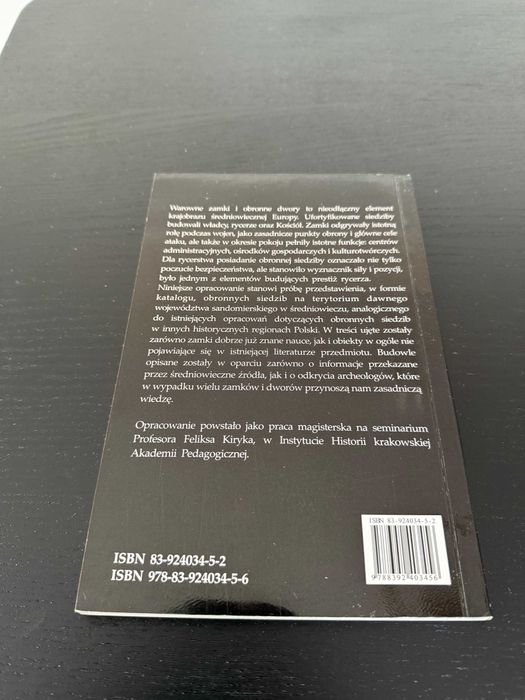 Warowne zamki i obronne dwory to nieodłączny element
krajobrazu średniowiecznej Europy. Ufortyfikowane siedziby
budowali władcy, rycerze oraz Kościół. Zamki odgrywały istotną
rolę podczas wojen, jako zasadnicze punkty obrony i główne cele
ataku, ale także w okresie pokoju pełniły istotne funkcje: centrów
administracyjnych, ośrodków gospodarczych i kulturotwórczych.
Dla rycerstwa posiadanie obronnej siedziby oznaczało nie tylko
poczucie bezpieczeństwa, ale stanowiło wyznacznik siły i pozycji,
było jednym z elementów budujących prestiż rycerza.
Niniejsze opracowanie stanowi próbę przedstawienia, w formie
katalogu, obronnych siedzib na terytorium dawnego
województwa sandomierskiego w średniowieczu, analogicznego
do istniejących opracowań dotyczących obronnych siedzib
w innych historycznych regionach Polski. W treści ujęte zostały
zarówno zamki dobrze już znane nauce, jak i obiekty w ogóle nie
pojawiające się w istniejącej literaturze przedmiotu. Budowle
opisane zostały w oparciu zarówno o informacje przekazane
przez średniowieczne źródła, jak i o odkrycia archeologów, które
w wypadku wielu zamków i dworów przynoszą nam zasadniczą
wiedzę.
Opracowanie powstało jako praca magisterska na seminarium
Profesora Feliksa Kiryka, w Instytucie Historii krakowskiej
Akademii Pedagogicznej.
ISBN 83-924034-5-2
ISBN 83-924034-5-2
ISBN 978-83-924034-5-6
9 788392 403456